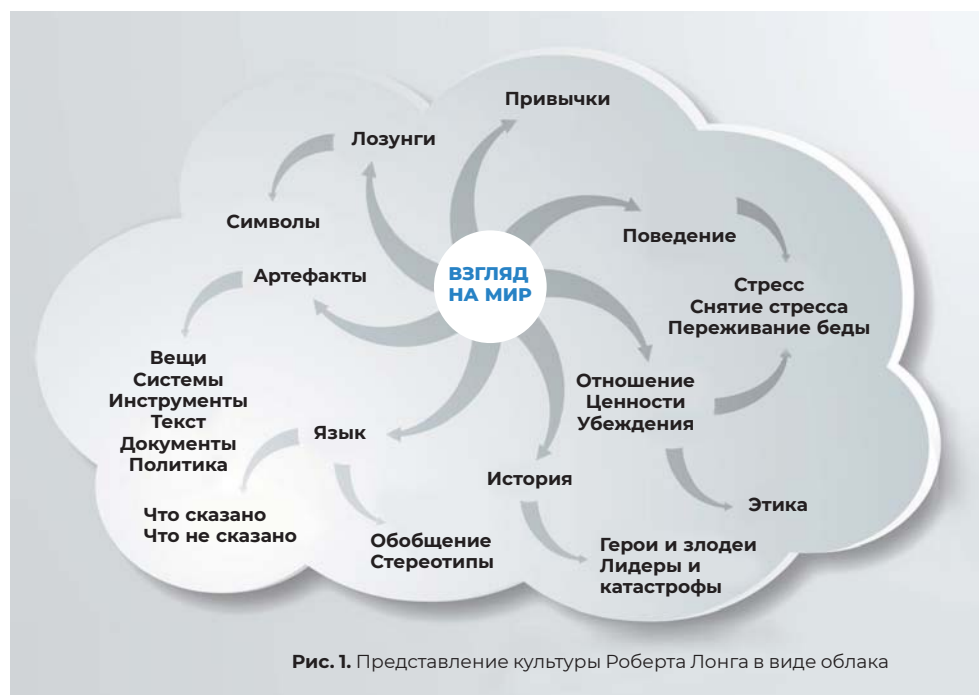 Привычки
Лозунги
Символы
Поведение
Артефакты
ВЗГЛЯД
НА МИР
Стресс
Снятие стресса
Переживание беды
Вещи
Системы
Инструменты
Текст
Документы
Политика
Отношение
Ценности
Убеждения
Язык
История
Этика
Что сказано
Что не сказано
Обобщение
Стереотипы
Герои и злодеи
Лидеры и
катастрофы
Рис. 1. Представление культуры Роберта Лонга в виде облака